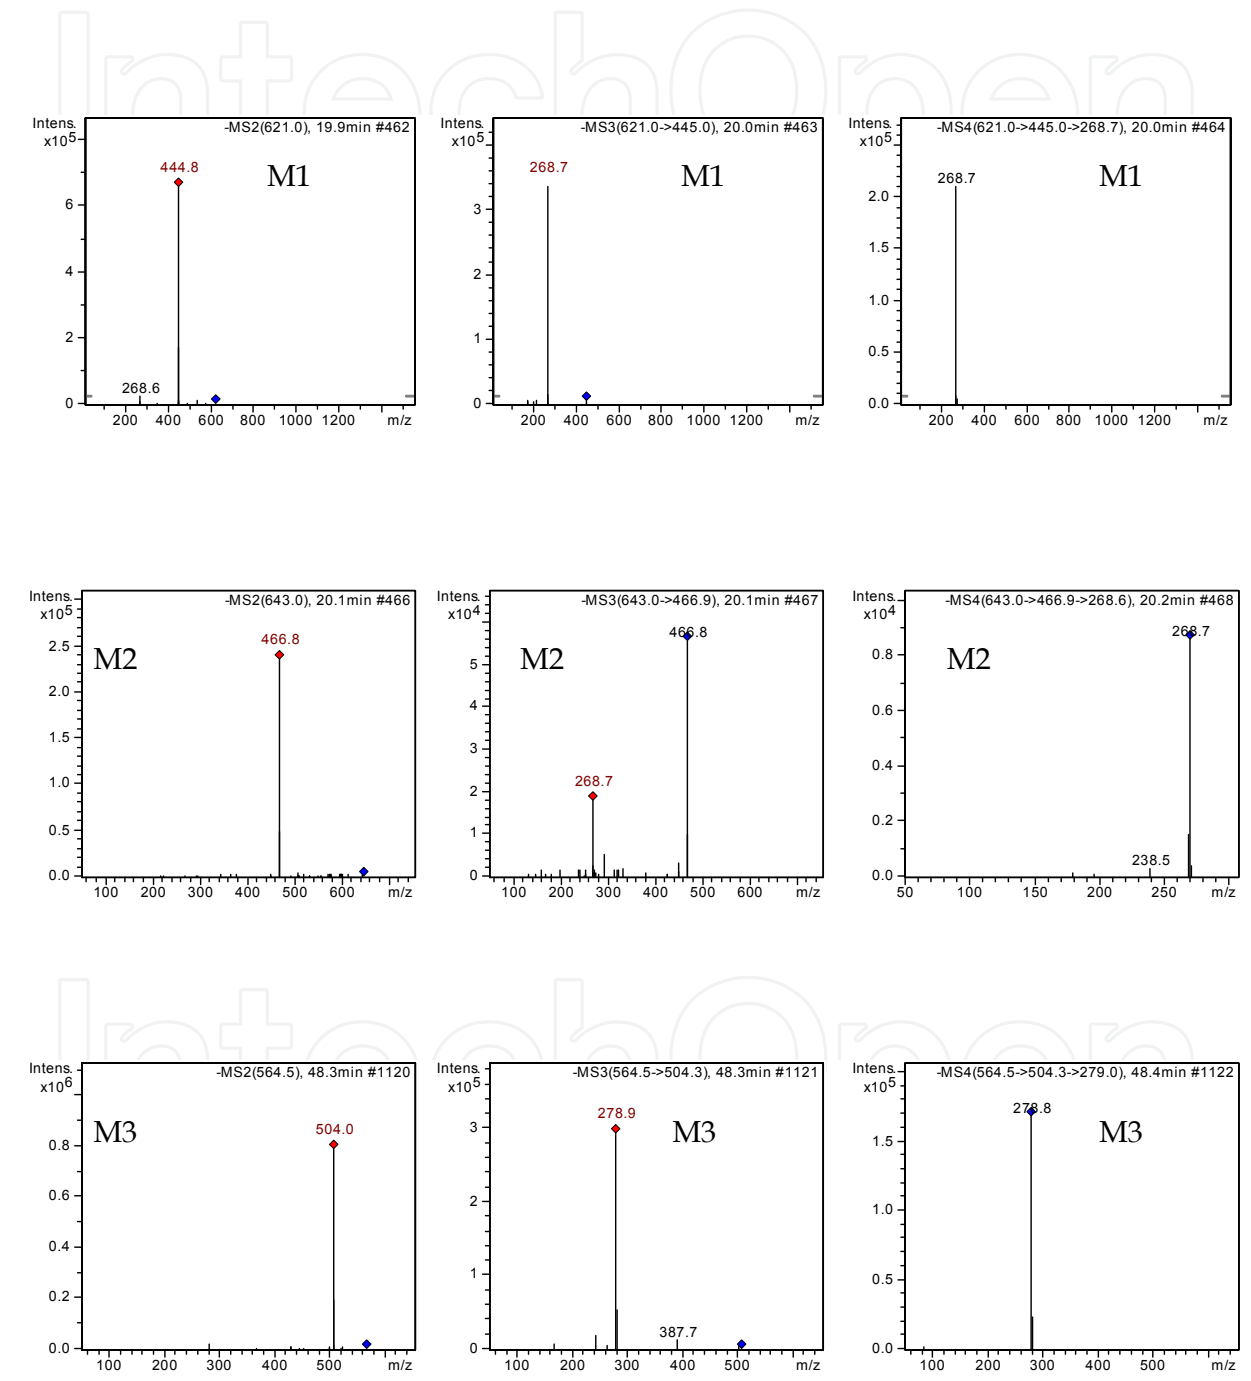 IntechOpen
Intens.
x10^5
-MS2(621.0), 19.9min #462
444.8
M1
268.6
6
4
2
0
200 400 600 800 1000 1200 m/z
Intens.
x10^5
-MS3(621.0->445.0), 20.0min #463
268.7
M1
3
2
1
0
200 400 600 800 1000 1200 m/z
Intens.
x10^5
-MS4(621.0->445.0->268.7), 20.0min #464
268.7
M1
2.0
1.5
1.0
0.5
0.0
200 400 600 800 1000 1200 m/z
Intens.
x10^5
-MS2(643.0), 20.1min #466
466.8
M2
2.5
2.0
1.5
1.0
0.5
0.0
100 200 300 400 500 600 m/z
Intens.
x10^4
-MS3(643.0->466.9), 20.1min #467
466.8
M2
268.7
5
4
3
2
1
0
100 200 300 400 500 600 m/z
Intens.
x10^4
-MS4(643.0->466.9->268.6), 20.2min #468
268.7
M2
238.5
0.8
0.6
0.4
0.2
0.0
50 100 150 200 250 m/z
IntechOpen
Intens.
x10^6
-MS2(564.5), 48.3min #1120
504.0
M3
0.8
0.6
0.4
0.2
0.0
100 200 300 400 500 m/z
Intens.
x10^5
-MS3(564.5->504.3), 48.3min #1121
278.9
M3
387.7
3
2
1
0
100 200 300 400 500 m/z
Intens.
x10^5
-MS4(564.5->504.3->279.0), 48.4min #1122
278.8
M3
1.5
1.0
0.5
0.0
100 200 300 400 500 m/z